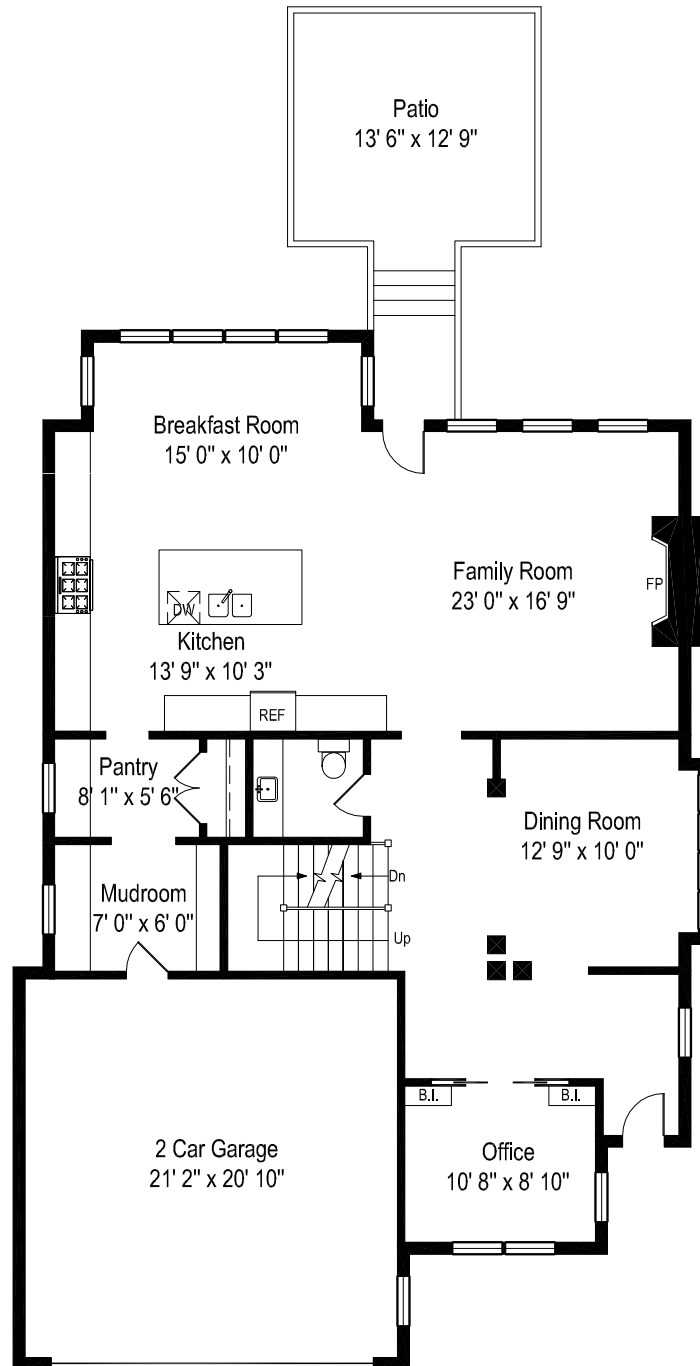 Patio
13' 6" x 12' 9"
Breakfast Room
15' 0" x 10' 0"
Family Room
23' 0" x 16' 9"
FP
DW
Kitchen
13' 9" x 10' 3"
REF
Pantry
8' 1" x 5' 6"
Dining Room
12' 9" x 10' 0"
Mudroom
7' 0" x 6' 0"
Dn
Up
B.I.
B.I.
2 Car Garage
21' 2" x 20' 10"
Office
10' 8" x 8' 10"